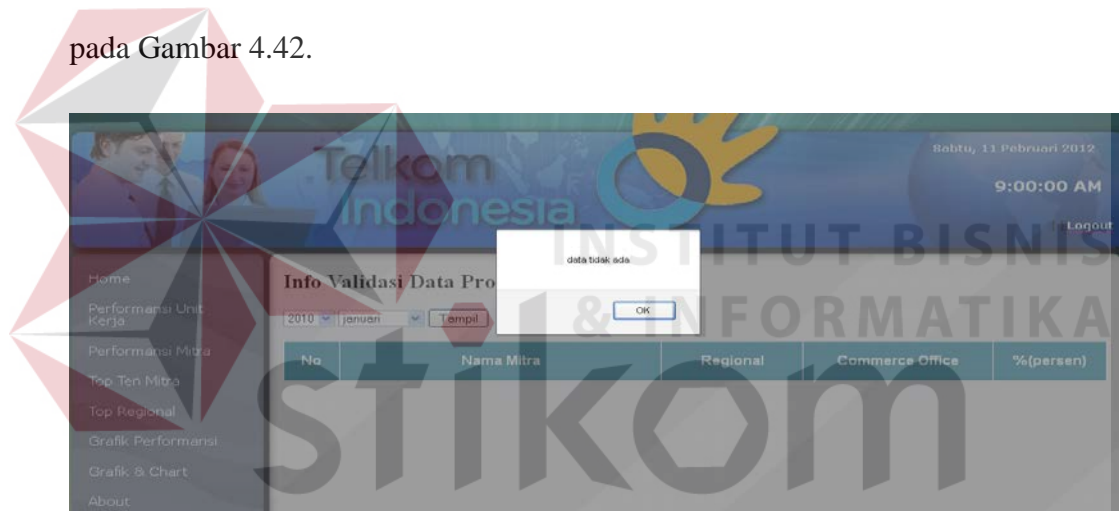 pada Gambar 4.42.
Telkom
Indonesia
Sabtu, 11 Pebruari 2012
9:00:00 AM
Logout
INSTITUT BISNIS
& INFORMATIKA
stikom
data tidak ada
OK
Home
Performansi Unit
Kerja
Performansi Mitra
Top Ten Mitra
Top Regional
Grafik Performansi
Grafik & Chart
About
Info Validasi Data Pro
2010 januari Tampil
No Nama Mitra Regional Commerce Office %(persen)